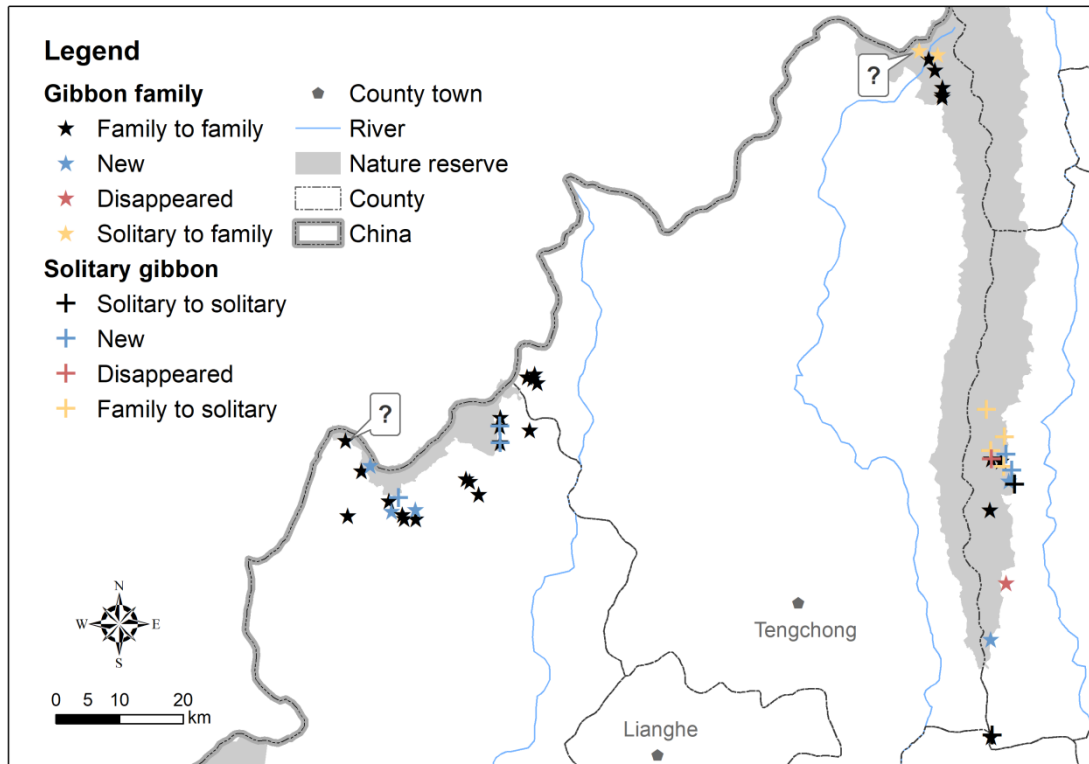 Legend
Gibbon family
Family to family
New
Disappeared
Solitary to family
Solitary gibbon
Solitary to solitary
New
Disappeared
Family to solitary
County town
River
Nature reserve
County
China
?
?
Tengchong
Lianghe
N
W E
S
0 5 10 20
km